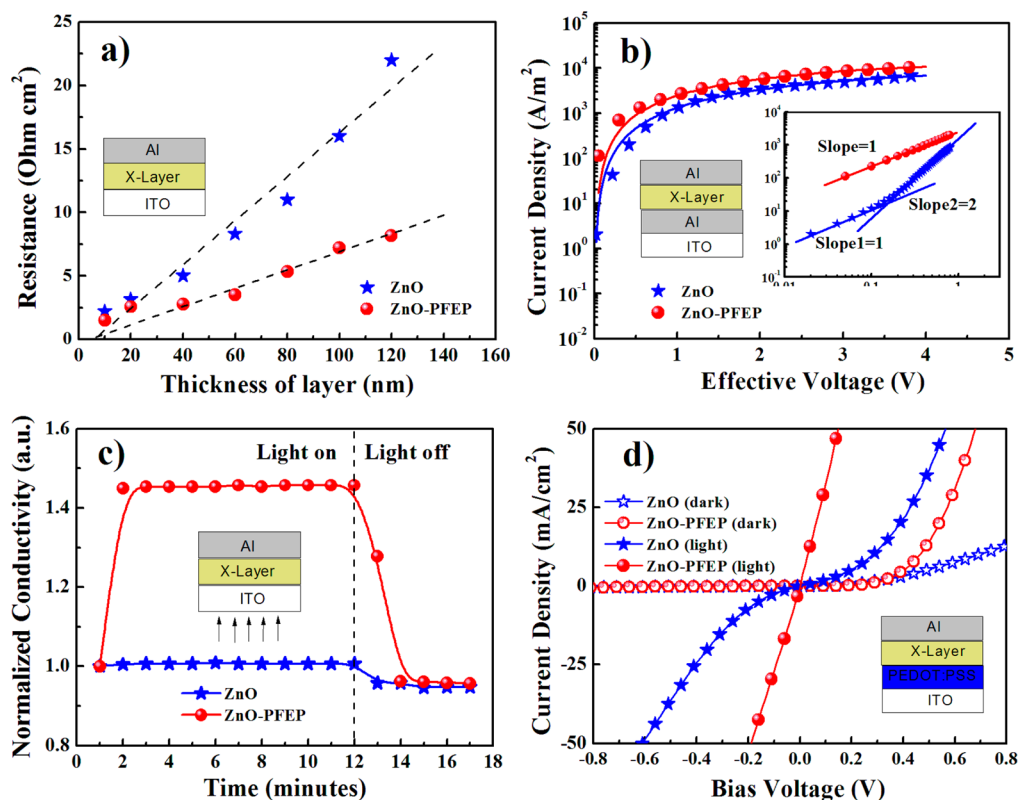 a)
Resistance (Ohm cm²)
25
20
15
10
5
0
Al
X-Layer
ITO
ZnO
ZnO-PFEP
0 20 40 60 80 100 120 140 160
Thickness of layer (nm)
b)
Current Density (A/m²)
10⁵
10⁴
10³
10²
10¹
10⁰
10⁻¹
10⁻²
Al
X-Layer
Al
ITO
10⁴
10³
10²
10¹
10⁰
10⁻¹
Slope=1
Slope2=2
Slope1=1
0.01 0.1 1
ZnO
ZnO-PFEP
0 1 2 3 4 5
Effective Voltage (V)
c)
Normalized Conductivity (a.u.)
1.6
1.4
1.2
1.0
0.8
Light on
Light off
Al
X-Layer
ITO
ZnO
ZnO-PFEP
0 2 4 6 8 10 12 14 16 18
Time (minutes)
d)
Current Density (mA/cm²)
50
25
0
-25
-50
ZnO (dark)
ZnO-PFEP (dark)
ZnO (light)
ZnO-PFEP (light)
Al
X-Layer
PEDOT:PSS
ITO
-0.8 -0.6 -0.4 -0.2 0.0 0.2 0.4 0.6 0.8
Bias Voltage (V)